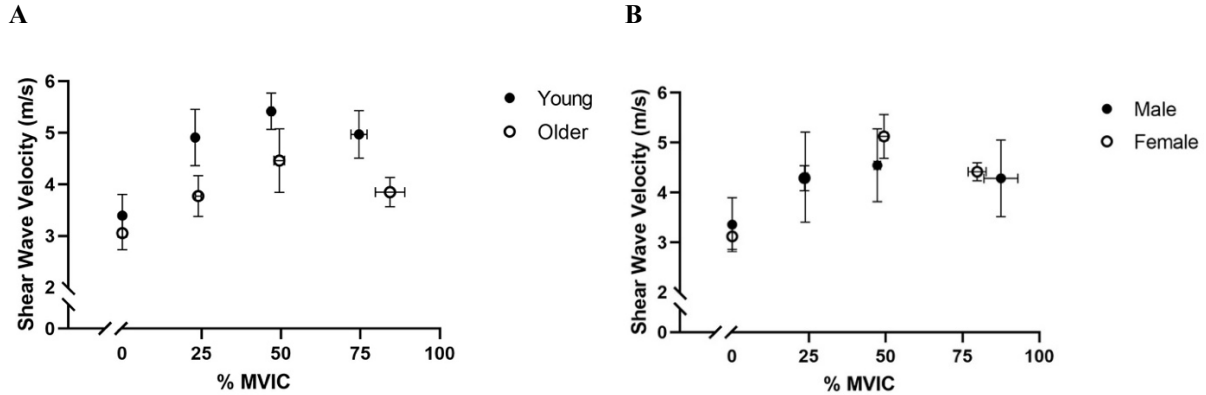 A
Shear Wave Velocity (m/s)
6
5
4
3
2
0
0 25 50 75 100
% MVIC
Young
Older
B
Shear Wave Velocity (m/s)
6
5
4
3
2
0
0 25 50 75 100
% MVIC
Male
Female